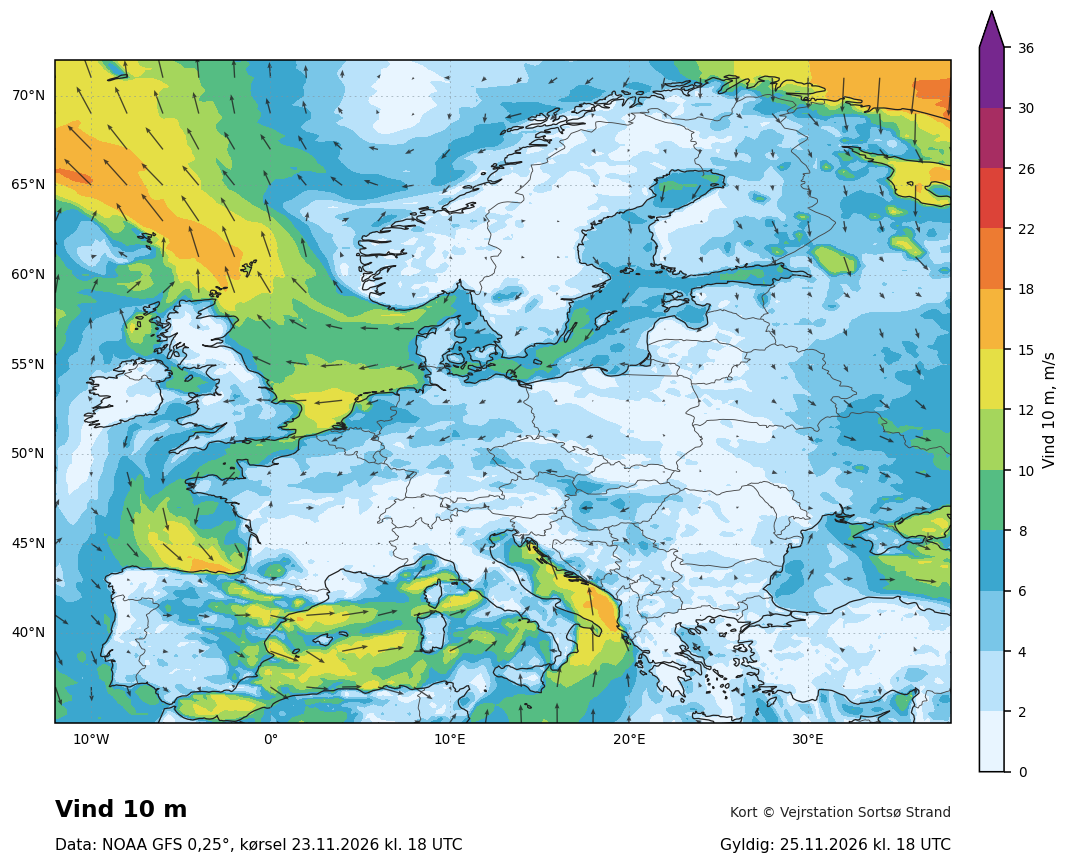 36
30
26
22
18
15
12
10
8
6
4
2
0
Vind 10 m, m/s
70°N
65°N
60°N
55°N
50°N
45°N
40°N
10°W
0°
10°E
20°E
30°E
Vind 10 m
Kort © Vejrstation Sortsø Strand
Data: NOAA GFS 0,25°, kørsel 23.11.2026 kl. 18 UTC
Gyldig: 25.11.2026 kl. 18 UTC